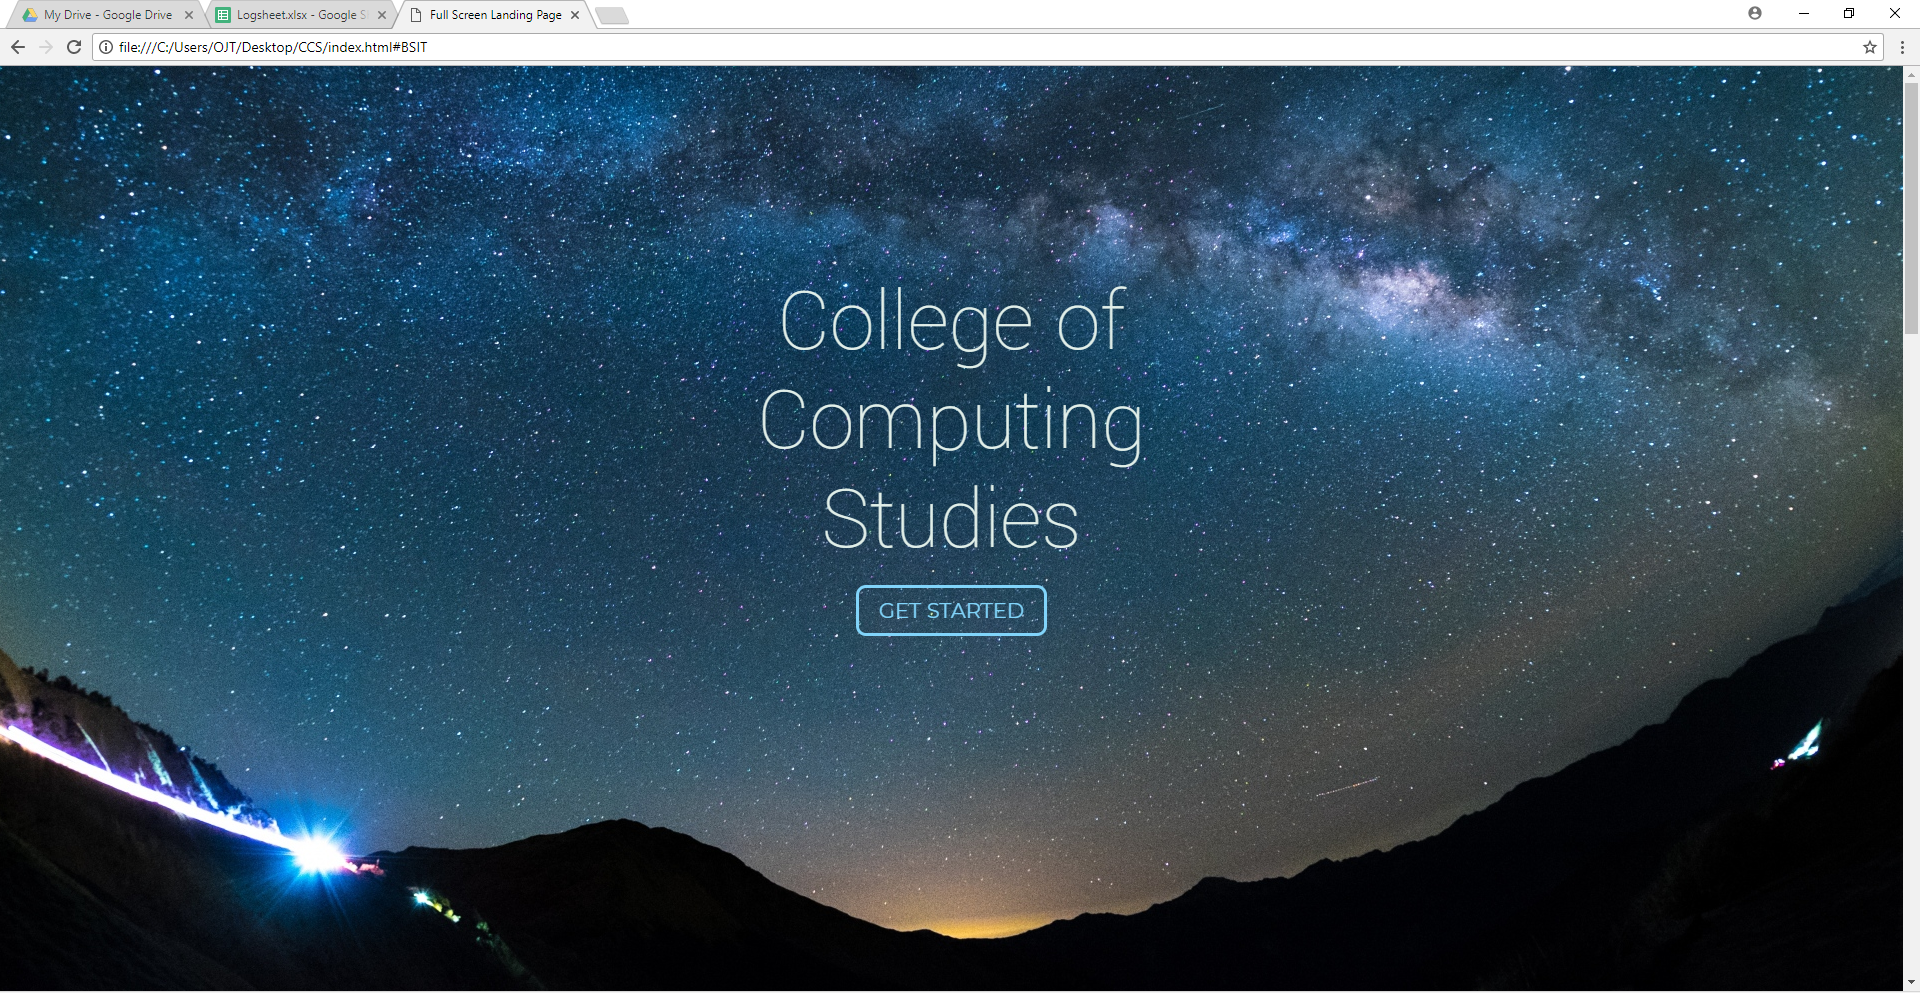 My Drive - Google Drive
Logsheet.xlsx - Google S
Full Screen Landing Page
file:///C:/Users/OJT/Desktop/CCS/index.html#BSIT
College of
Computing
Studies
GET STARTED